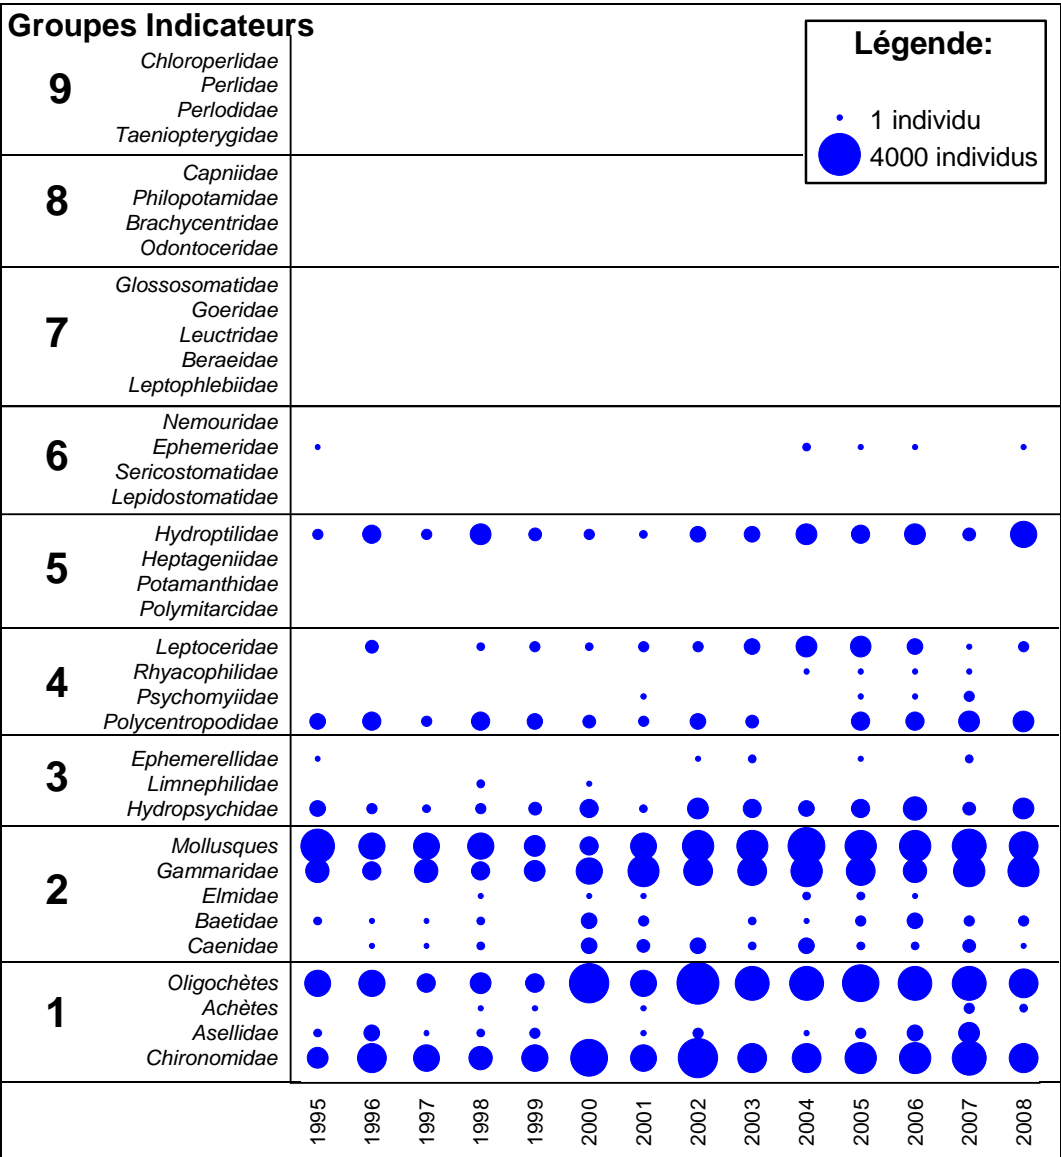 Groupes Indicateurs
Légende:
1 individu
4000 individus
9
Chloroperlidae
Perlidae
Perlodidae
Taeniopterygidae
8
Capniidae
Philopotamidae
Brachycentridae
Odontoceridae
7
Glossosomatidae
Goeridae
Leuctridae
Beraeidae
Leptophlebiidae
6
Nemouridae
Ephemeridae
Sericostomatidae
Lepidostomatidae
5
Hydroptilidae
Heptageniidae
Potamanthidae
Polymitarcidae
4
Leptoceridae
Rhyacophilidae
Psychomyiidae
Polycentropodidae
3
Ephemerellidae
Limnephilidae
Hydropsychidae
2
Mollusques
Gammaridae
Elmidae
Baetidae
Caenidae
1
Oligochètes
Achètes
Asellidae
Chironomidae
1995 1996 1997 1998 1999 2000 2001 2002 2003 2004 2005 2006 2007 2008